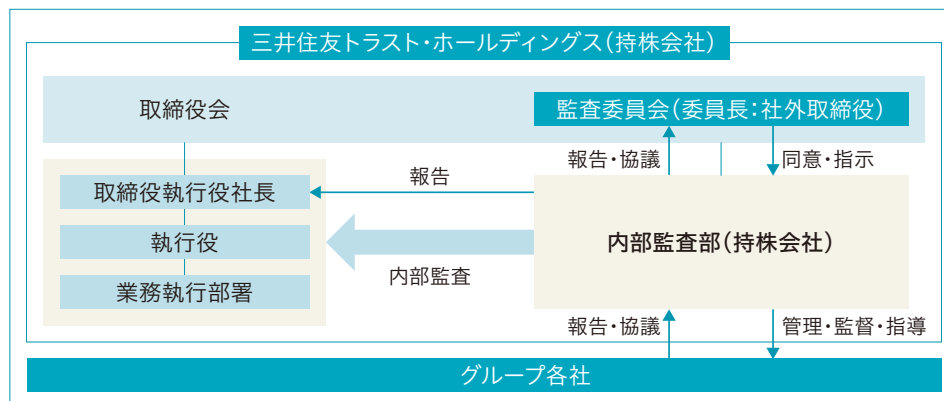 三井住友トラスト・ホールディングス(持株会社)
取締役会
監査委員会(委員長:社外取締役)
報告・協議
同意・指示
報告
取締役執行役社長
執行役
業務執行部署
内部監査
内部監査部(持株会社)
報告・協議
管理・監督・指導
グループ各社